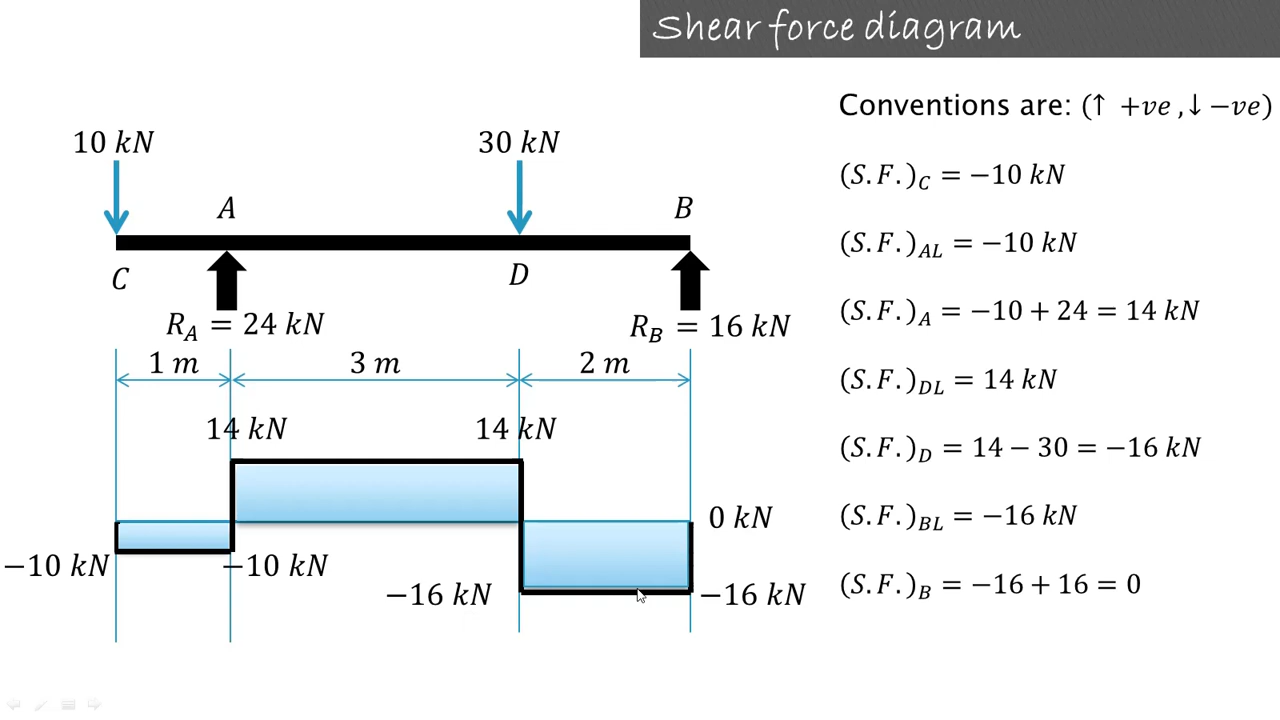 Shear force diagram
Conventions are: (↑ +ve ,↓ −ve)
10 kN
30 kN
A
B
C
D
R_A = 24 kN
R_B = 16 kN
1 m
3 m
2 m
14 kN
14 kN
0 kN
−10 kN
−10 kN
−16 kN
−16 kN
(S.F.)_C = −10 kN
(S.F.)_AL = −10 kN
(S.F.)_A = −10 + 24 = 14 kN
(S.F.)_DL = 14 kN
(S.F.)_D = 14 − 30 = −16 kN
(S.F.)_BL = −16 kN
(S.F.)_B = −16 + 16 = 0